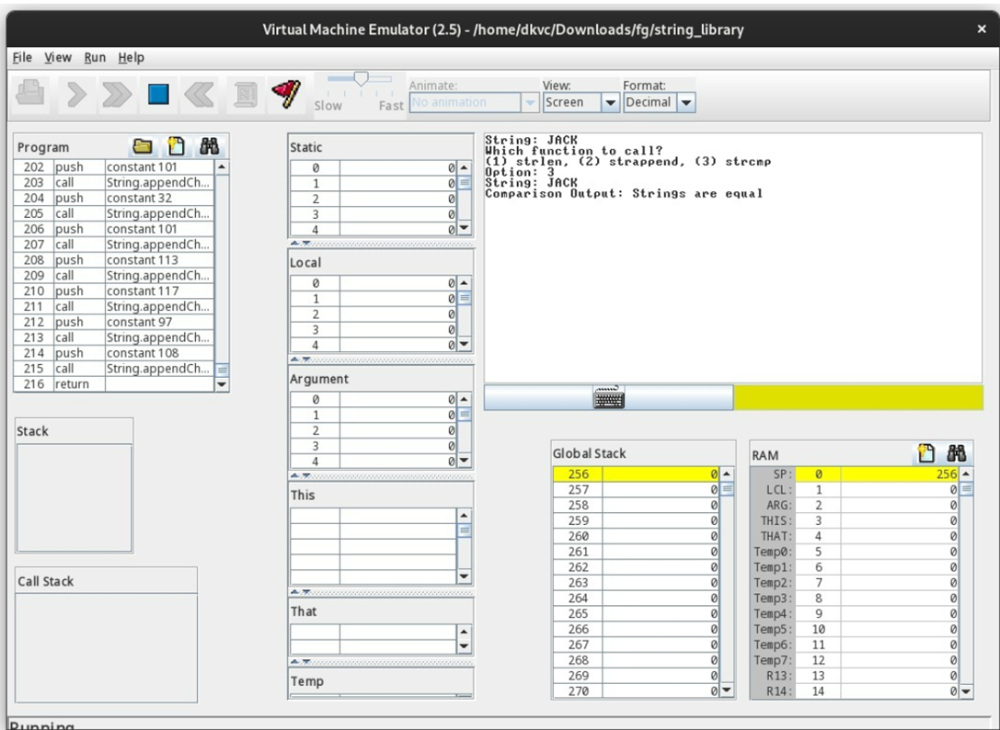 Virtual Machine Emulator (2.5) - /home/dkvc/Downloads/fg/string_library
File View Run Help
Slow Fast
Animate:
No animation
View:
Screen
Format:
Decimal
Program
202 push constant 101
203 call String.appendCh...
204 push constant 32
205 call String.appendCh...
206 push constant 101
207 call String.appendCh...
208 push constant 113
209 call String.appendCh...
210 push constant 117
211 call String.appendCh...
212 push constant 97
213 call String.appendCh...
214 push constant 108
215 call String.appendCh...
216 return
Stack
Call Stack
Static
0 0
1 0
2 0
3 0
4 0
Local
0 0
1 0
2 0
3 0
4 0
Argument
0 0
1 0
2 0
3 0
4 0
This
That
Temp
String: JACK
Which function to call?
(1) strlen, (2) strappend, (3) strcmp
Option: 3
String: JACK
Comparison Output: Strings are equal
Global Stack
256 0
257 0
258 0
259 0
260 0
261 0
262 0
263 0
264 0
265 0
266 0
267 0
268 0
269 0
270 0
RAM
SP: 0 256
LCL: 1 0
ARG: 2 0
THIS: 3 0
THAT: 4 0
Temp0: 5 0
Temp1: 6 0
Temp2: 7 0
Temp3: 8 0
Temp4: 9 0
Temp5: 10 0
Temp6: 11 0
Temp7: 12 0
R13: 13 0
R14: 14 0
Running